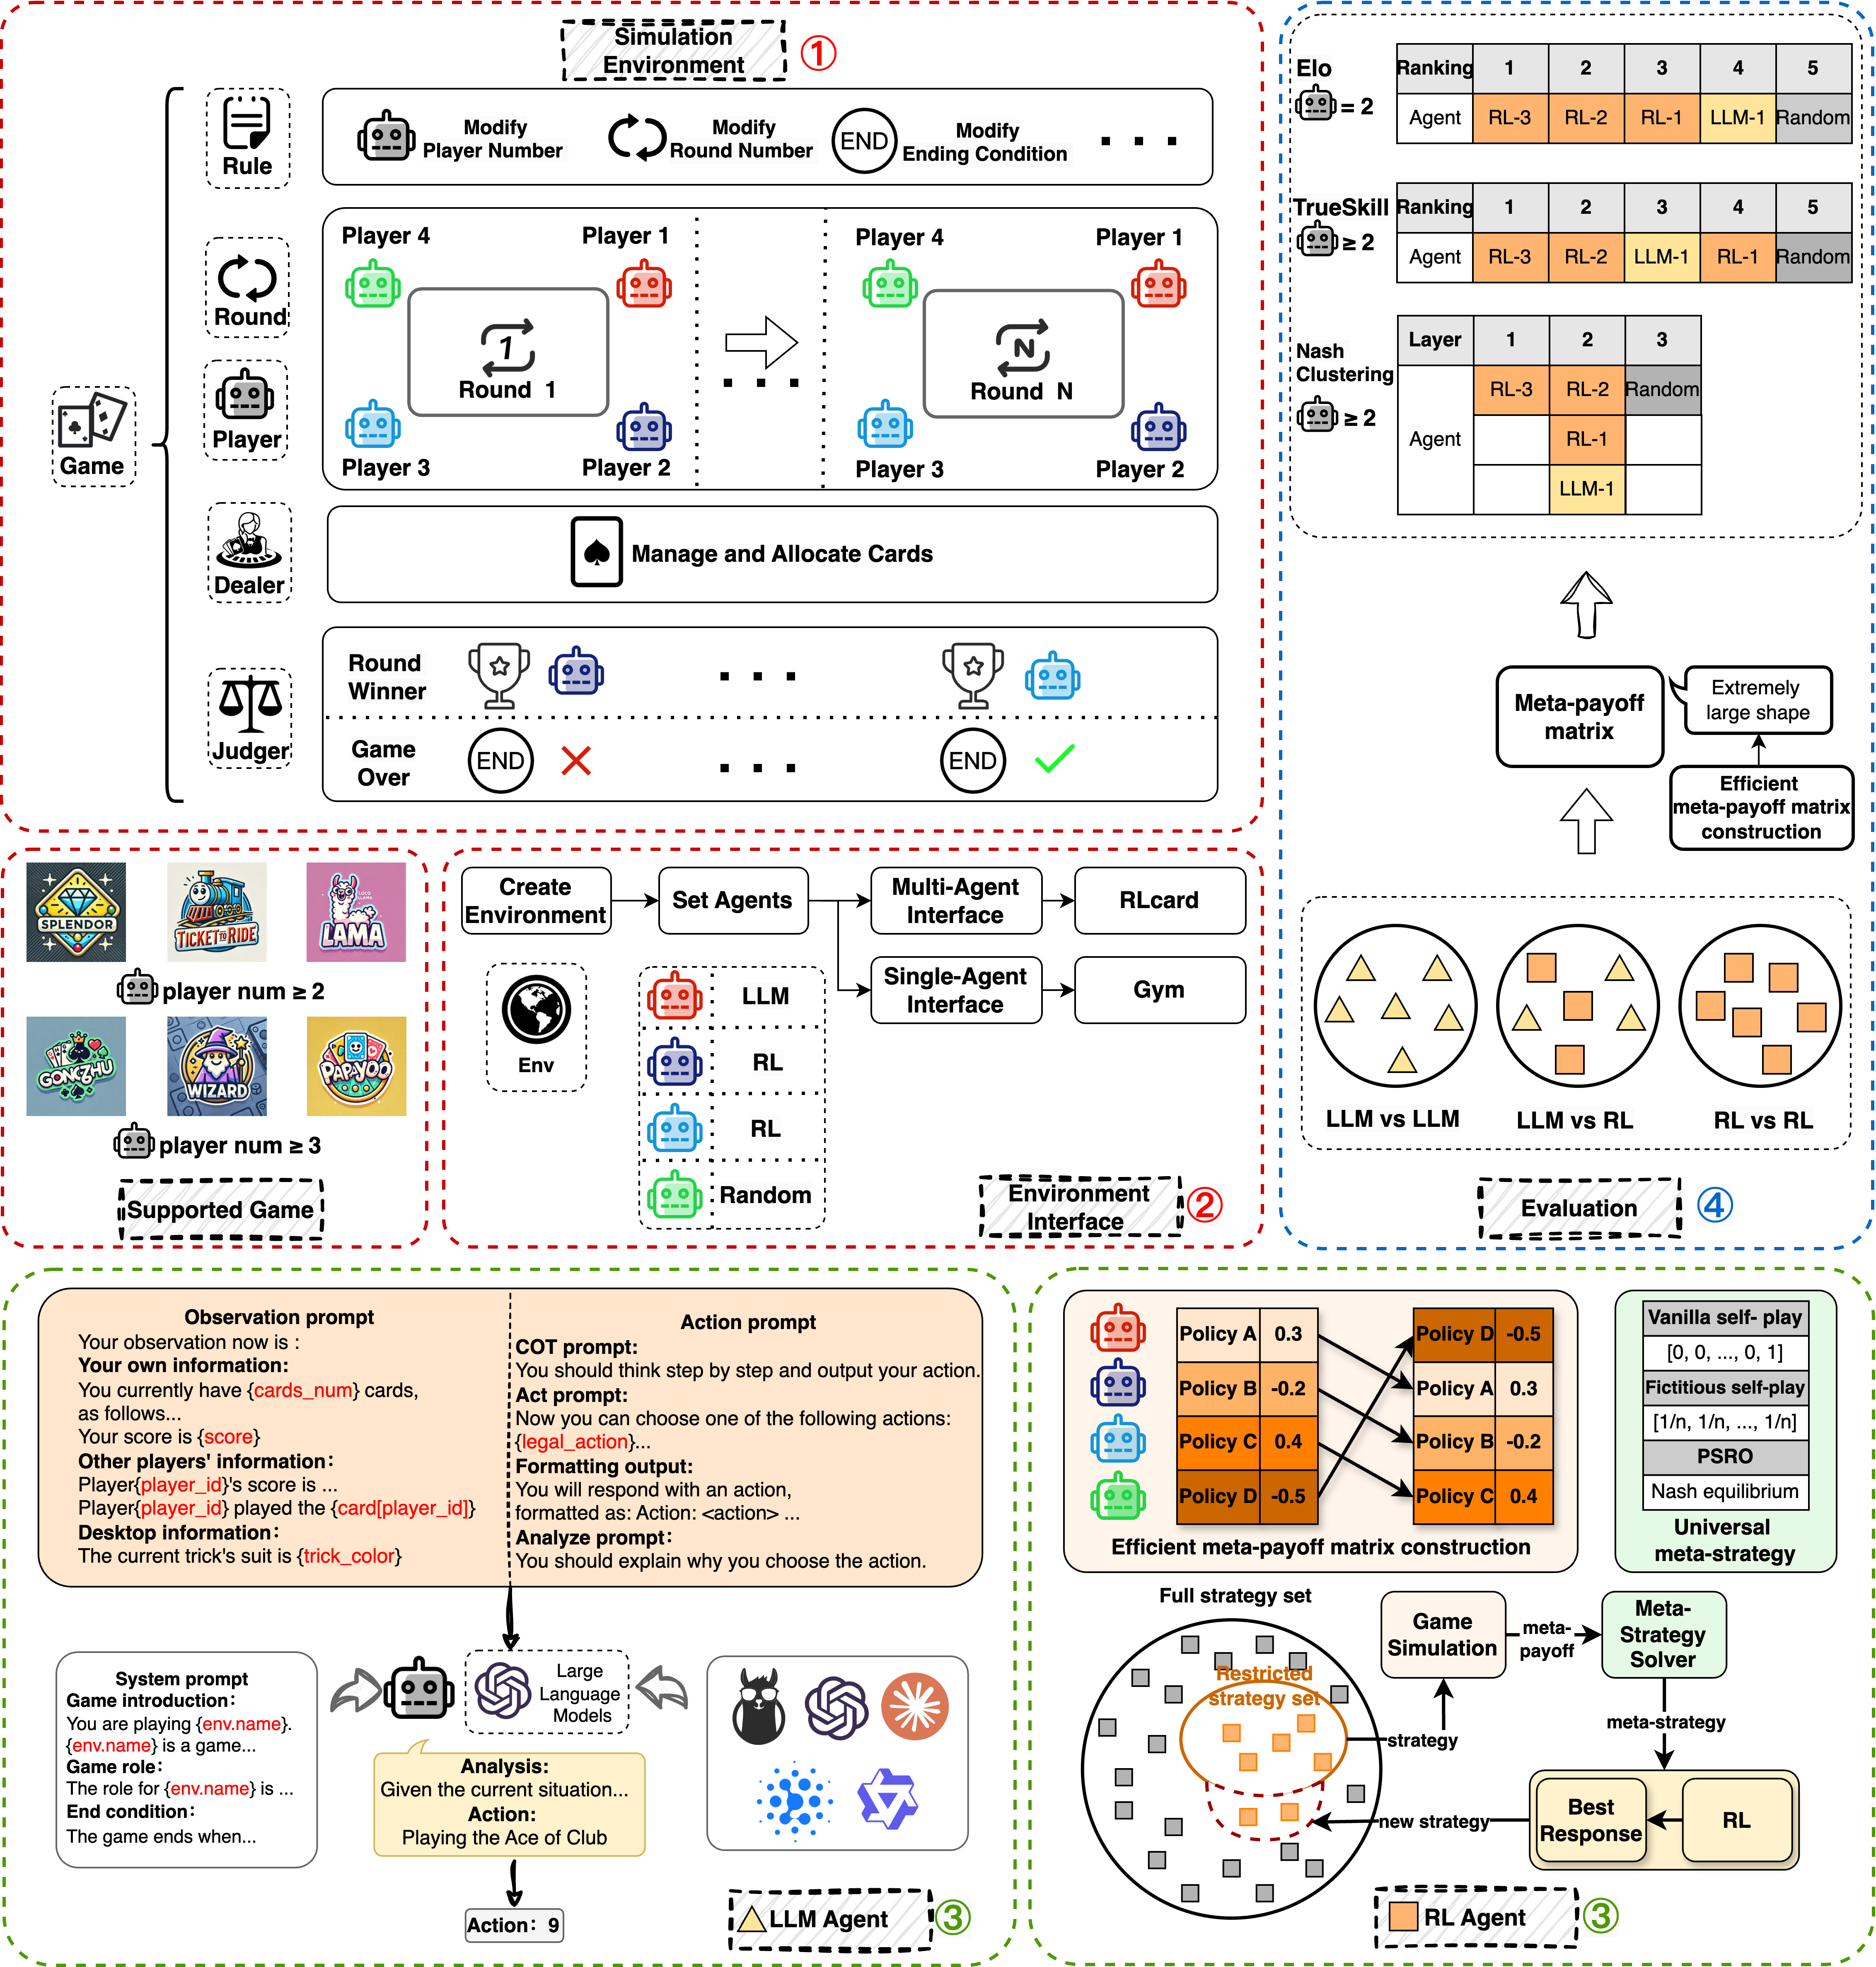 Simulation
Environment
①
Game
Rule
Modify
Player Number
Modify
Round Number
END
Modify
Ending Condition
Round
Player
Player 4
Player 1
1
Round 1
Player 3
Player 2
Player 4
Player 1
N
Round N
Player 3
Player 2
Dealer
Manage and Allocate Cards
Judger
Round
Winner
Game
Over
END
END
SPLENDOR
TICKET TO RIDE
LAMA
player num ≥ 2
GONGZHU
WIZARD
PAPAYOO
player num ≥ 3
Supported Game
Create
Environment
Set Agents
Multi-Agent
Interface
RLcard
Single-Agent
Interface
Gym
Env
LLM
RL
RL
Random
Environment
Interface
②
Elo
= 2
Ranking 1 2 3 4 5
Agent RL-3 RL-2 RL-1 LLM-1 Random
TrueSkill
≥ 2
Ranking 1 2 3 4 5
Agent RL-3 RL-2 LLM-1 RL-1 Random
Nash
Clustering
≥ 2
Layer 1 2 3
RL-3 RL-2 Random
Agent RL-1
LLM-1
Meta-payoff
matrix
Extremely
large shape
Efficient
meta-payoff matrix
construction
LLM vs LLM
LLM vs RL
RL vs RL
Evaluation
④
Observation prompt
Your observation now is :
Your own information:
You currently have {cards_num} cards,
as follows...
Your score is {score}
Other players' information:
Player{player_id}'s score is ...
Player{player_id} played the {card[player_id]}
Desktop information:
The current trick's suit is {trick_color}
Action prompt
COT prompt:
You should think step by step and output your action.
Act prompt:
Now you can choose one of the following actions:
{legal_action}...
Formatting output:
You will respond with an action,
formatted as: Action: <action> ...
Analyze prompt:
You should explain why you choose the action.
System prompt
Game introduction:
You are playing {env.name}.
{env.name} is a game...
Game role:
The role for {env.name} is ...
End condition:
The game ends when...
Large
Language
Models
Analysis:
Given the current situation...
Action:
Playing the Ace of Club
Action: 9
LLM Agent
③
Policy A 0.3
Policy B -0.2
Policy C 0.4
Policy D -0.5
Policy D -0.5
Policy A 0.3
Policy B -0.2
Policy C 0.4
Efficient meta-payoff matrix construction
Vanilla self- play
[0, 0, ..., 0, 1]
Fictitious self-play
[1/n, 1/n, ..., 1/n]
PSRO
Nash equilibrium
Universal
meta-strategy
Full strategy set
Restricted
strategy set
strategy
Game
Simulation
meta-
payoff
Meta-
Strategy
Solver
meta-strategy
Best
Response
RL
new strategy
RL Agent
③